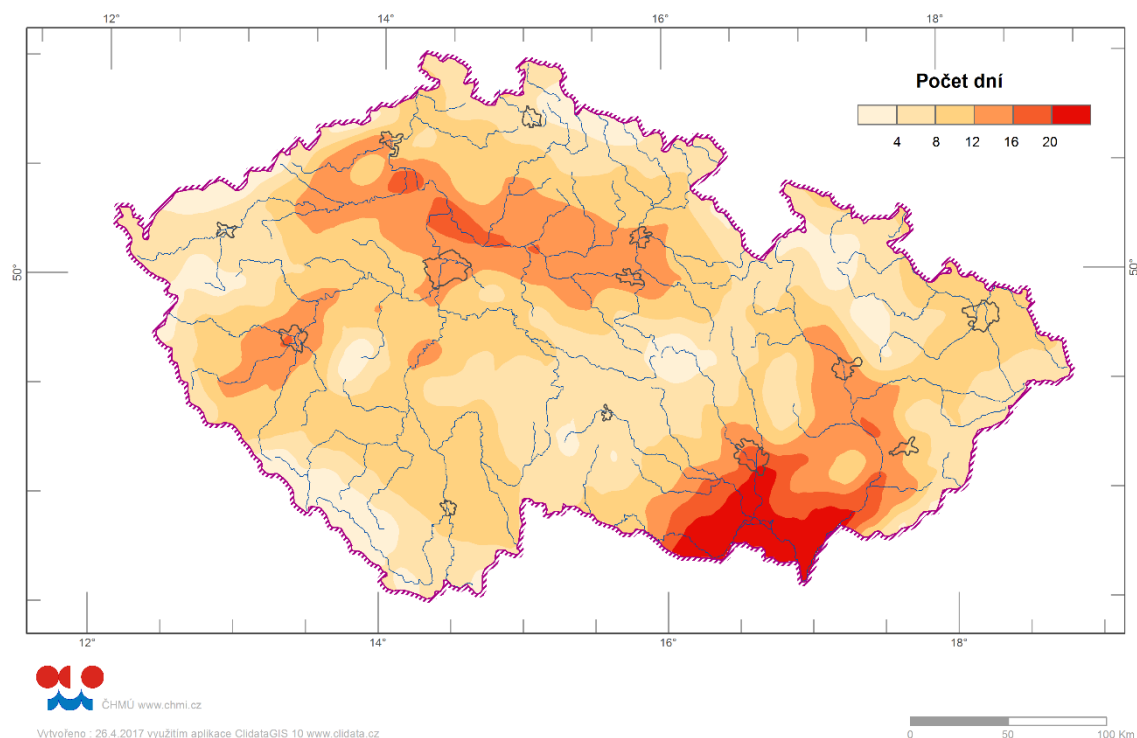 12° 14° 16° 18°
Počet dní
4 8 12 16 20
50° 50°
12° 14° 16° 18°
ČHMÚ www.chmi.cz
Vytvořeno : 26.4.2017 využitím aplikace ClidataGIS 10 www.clidata.cz
0 50 100 Km